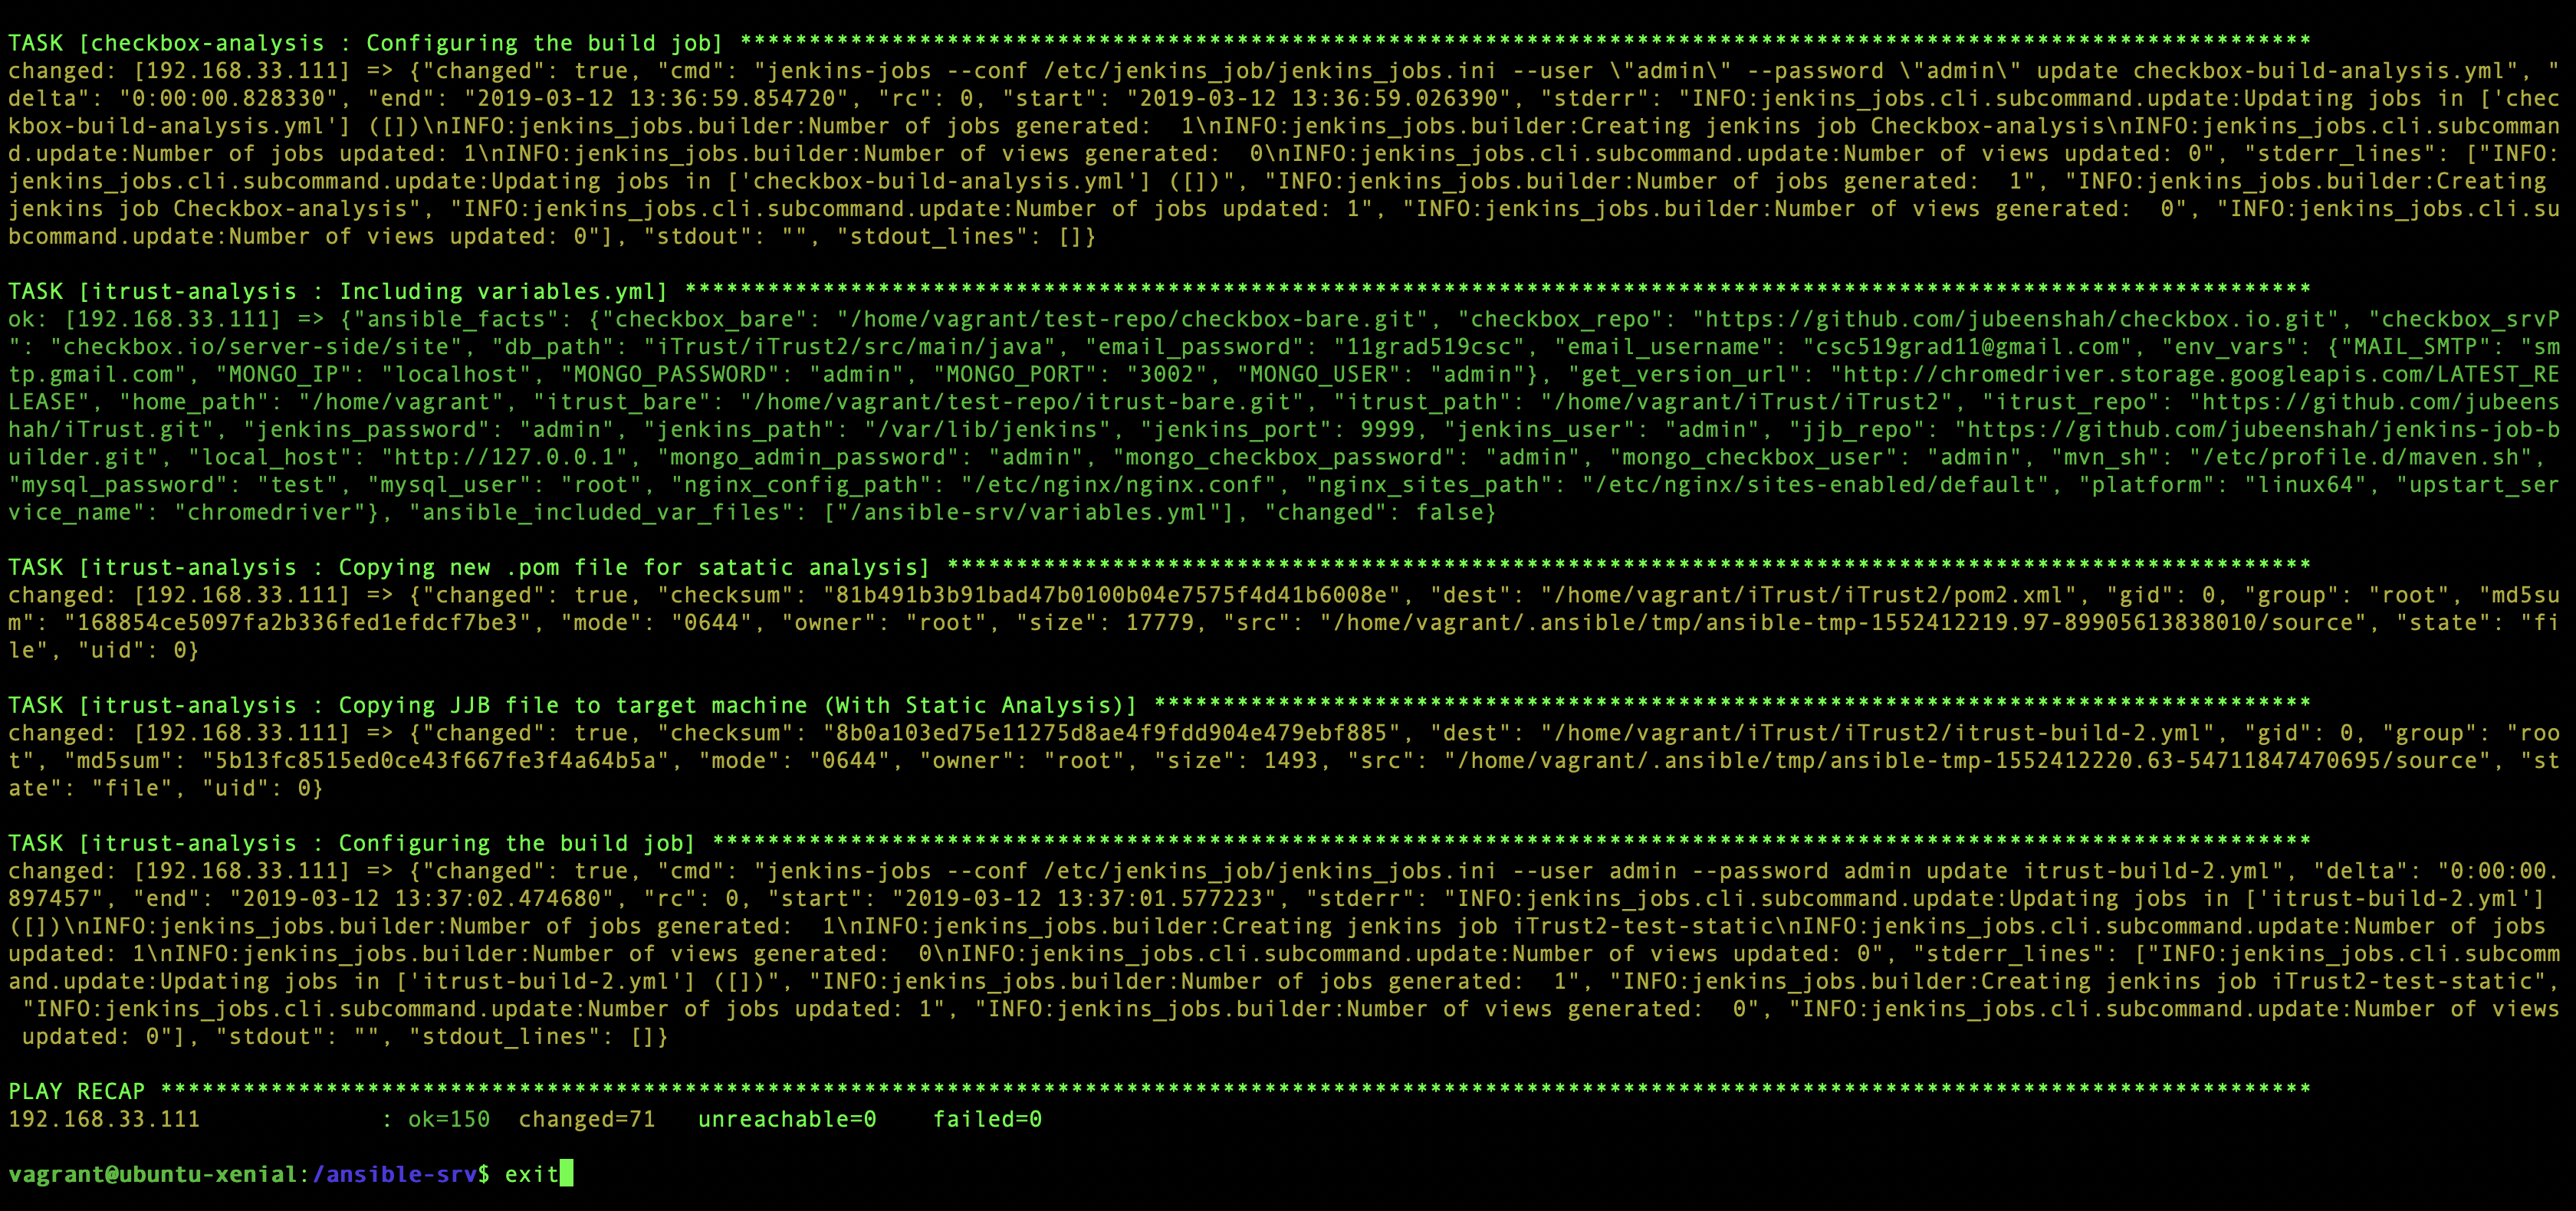 TASK [checkbox-analysis : Configuring the build job] ******************************************************************************************************************
changed: [192.168.33.111] => {"changed": true, "cmd": "jenkins-jobs --conf /etc/jenkins_job/jenkins_jobs.ini --user \"admin\" --password \"admin\" update checkbox-build-analysis.yml", "
delta": "0:00:00.828330", "end": "2019-03-12 13:36:59.854720", "rc": 0, "start": "2019-03-12 13:36:59.026390", "stderr": "INFO:jenkins_jobs.cli.subcommand.update:Updating jobs in ['chec
kbox-build-analysis.yml'] ([])\nINFO:jenkins_jobs.builder:Number of jobs generated:  1\nINFO:jenkins_jobs.builder:Creating jenkins job Checkbox-analysis\nINFO:jenkins_jobs.cli.subcomman
d.update:Number of jobs updated: 1\nINFO:jenkins_jobs.builder:Number of views generated:  0\nINFO:jenkins_jobs.cli.subcommand.update:Number of views updated: 0", "stderr_lines": ["INFO:
jenkins_jobs.cli.subcommand.update:Updating jobs in ['checkbox-build-analysis.yml'] ([])", "INFO:jenkins_jobs.builder:Number of jobs generated:  1", "INFO:jenkins_jobs.builder:Creating
jenkins job Checkbox-analysis", "INFO:jenkins_jobs.cli.subcommand.update:Number of jobs updated: 1", "INFO:jenkins_jobs.builder:Number of views generated:  0", "INFO:jenkins_jobs.cli.su
bcommand.update:Number of views updated: 0"], "stdout": "", "stdout_lines": []}
TASK [itrust-analysis : Including variables.yml] **********************************************************************************************************************
ok: [192.168.33.111] => {"ansible_facts": {"checkbox_bare": "/home/vagrant/test-repo/checkbox-bare.git", "checkbox_repo": "https://github.com/jubeenshah/checkbox.io.git", "checkbox_srvP
": "checkbox.io/server-side/site", "db_path": "iTrust/iTrust2/src/main/java", "email_password": "11grad519csc", "email_username": "csc519grad11@gmail.com", "env_vars": {"MAIL_SMTP": "sm
tp.gmail.com", "MONGO_IP": "localhost", "MONGO_PASSWORD": "admin", "MONGO_PORT": "3002", "MONGO_USER": "admin"}, "get_version_url": "http://chromedriver.storage.googleapis.com/LATEST_RE
LEASE", "home_path": "/home/vagrant", "itrust_bare": "/home/vagrant/test-repo/itrust-bare.git", "itrust_path": "/home/vagrant/iTrust/iTrust2", "itrust_repo": "https://github.com/jubeens
hah/iTrust.git", "jenkins_password": "admin", "jenkins_path": "/var/lib/jenkins", "jenkins_port": 9999, "jenkins_user": "admin", "jjb_repo": "https://github.com/jubeenshah/jenkins-job-b
uilder.git", "local_host": "http://127.0.0.1", "mongo_admin_password": "admin", "mongo_checkbox_password": "admin", "mongo_checkbox_user": "admin", "mvn_sh": "/etc/profile.d/maven.sh",
"mysql_password": "test", "mysql_user": "root", "nginx_config_path": "/etc/nginx/nginx.conf", "nginx_sites_path": "/etc/nginx/sites-enabled/default", "platform": "linux64", "upstart_ser
vice_name": "chromedriver"}, "ansible_included_var_files": ["/ansible-srv/variables.yml"], "changed": false}
TASK [itrust-analysis : Copying new .pom file for satatic analysis] ***************************************************************************************************
changed: [192.168.33.111] => {"changed": true, "checksum": "81b491b3b91bad47b0100b04e7575f4d41b6008e", "dest": "/home/vagrant/iTrust/iTrust2/pom2.xml", "gid": 0, "group": "root", "md5su
m": "168854ce5097fa2b336fed1efdcf7be3", "mode": "0644", "owner": "root", "size": 17779, "src": "/home/vagrant/.ansible/tmp/ansible-tmp-1552412219.97-89905613838010/source", "state": "fi
le", "uid": 0}
TASK [itrust-analysis : Copying JJB file to target machine (With Static Analysis)] ************************************************************************************
changed: [192.168.33.111] => {"changed": true, "checksum": "8b0a103ed75e11275d8ae4f9fdd904e479ebf885", "dest": "/home/vagrant/iTrust/iTrust2/itrust-build-2.yml", "gid": 0, "group": "roo
t", "md5sum": "5b13fc8515ed0ce43f667fe3f4a64b5a", "mode": "0644", "owner": "root", "size": 1493, "src": "/home/vagrant/.ansible/tmp/ansible-tmp-1552412220.63-54711847470695/source", "st
ate": "file", "uid": 0}
TASK [itrust-analysis : Configuring the build job] ********************************************************************************************************************
changed: [192.168.33.111] => {"changed": true, "cmd": "jenkins-jobs --conf /etc/jenkins_job/jenkins_jobs.ini --user admin --password admin update itrust-build-2.yml", "delta": "0:00:00.
897457", "end": "2019-03-12 13:37:02.474680", "rc": 0, "start": "2019-03-12 13:37:01.577223", "stderr": "INFO:jenkins_jobs.cli.subcommand.update:Updating jobs in ['itrust-build-2.yml']
([])\nINFO:jenkins_jobs.builder:Number of jobs generated:  1\nINFO:jenkins_jobs.builder:Creating jenkins job iTrust2-test-static\nINFO:jenkins_jobs.cli.subcommand.update:Number of jobs
updated: 1\nINFO:jenkins_jobs.builder:Number of views generated:  0\nINFO:jenkins_jobs.cli.subcommand.update:Number of views updated: 0", "stderr_lines": ["INFO:jenkins_jobs.cli.subcomm
and.update:Updating jobs in ['itrust-build-2.yml'] ([])", "INFO:jenkins_jobs.builder:Number of jobs generated:  1", "INFO:jenkins_jobs.builder:Creating jenkins job iTrust2-test-static",
 "INFO:jenkins_jobs.cli.subcommand.update:Number of jobs updated: 1", "INFO:jenkins_jobs.builder:Number of views generated:  0", "INFO:jenkins_jobs.cli.subcommand.update:Number of views
 updated: 0"], "stdout": "", "stdout_lines": []}
PLAY RECAP ************************************************************************************************************************************************************
192.168.33.111             : ok=150  changed=71   unreachable=0    failed=0
vagrant@ubuntu-xenial:/ansible-srv$ exit